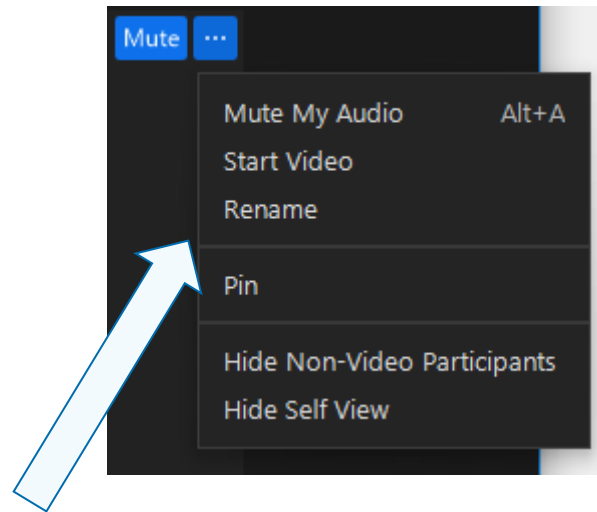 Mute ...
Mute My Audio Alt+A
Start Video
Rename
Pin
Hide Non-Video Participants
Hide Self View